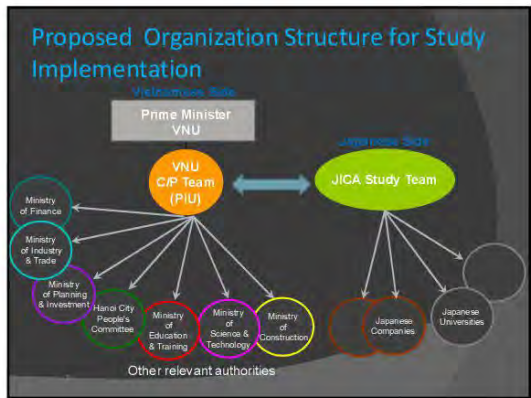 Proposed Organization Structure for Study
Implementation
Vietnamese Side
Prime Minister
VNU
Japanese Side
VNU
C/P Team
(PIU)
JICA Study Team
Ministry
of Finance
Ministry
of Industry
& Trade
Ministry
of Planning
& Investment
Hanoi City
People's
Committee
Ministry
of
Education
& Training
Ministry
of
Science &
Technology
Ministry
of
Construction
Japanese
Companies
Japanese
Universities
Other relevant authorities